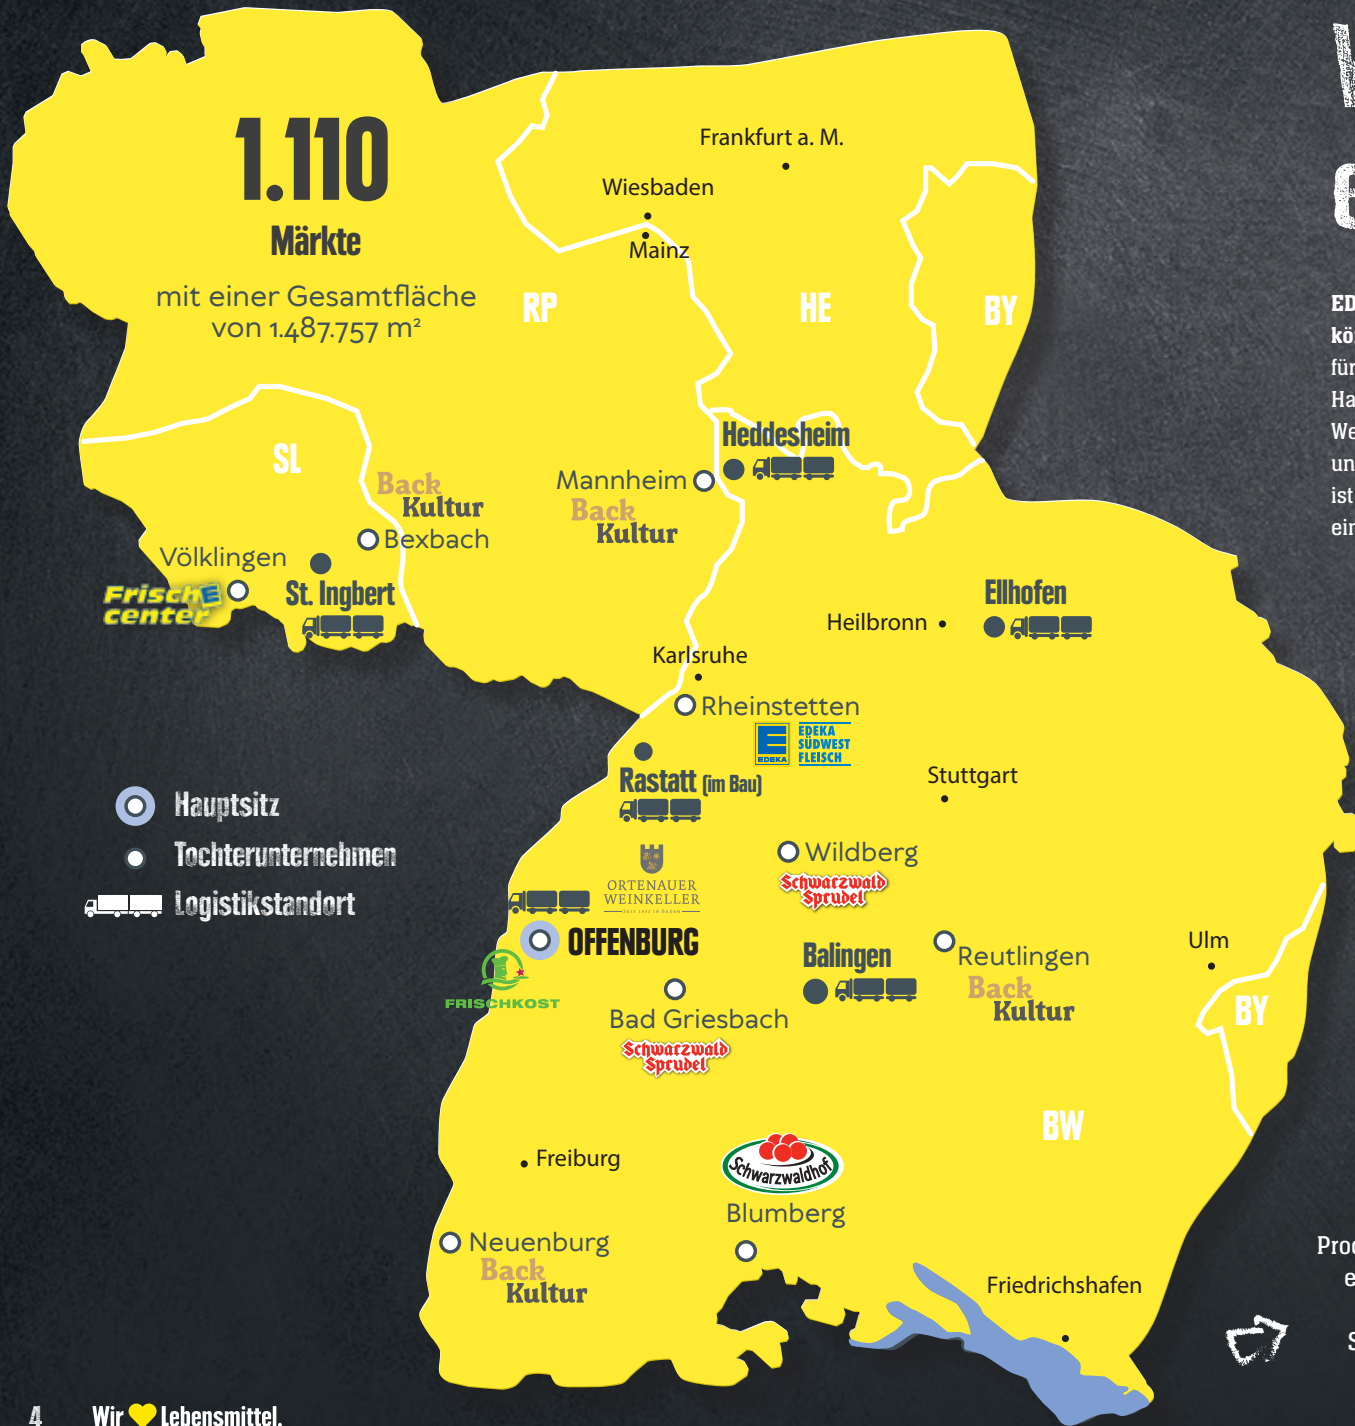 1.110
Märkte
mit einer Gesamtfläche
von 1.487.757 m²
Frankfurt a. M.
Wiesbaden
Mainz
RP
HE
BY
SL
Heddesheim
Mannheim
Back
Kultur
Back
Kultur
Bexbach
Völklingen
Frische
center
St. Ingbert
Ellhofen
Heilbronn
Karlsruhe
Rheinstetten
EDEKA
EDEKA
SÜDWEST
FLEISCH
Rastatt (im Bau)
Stuttgart
Hauptsitz
Tochterunternehmen
Logistikstandort
ORTENAUER
WEINKELLER
Wildberg
Schwarzwald
Sprudel
OFFENBURG
FRISCHKOST
Balingen
Reutlingen
Back
Kultur
Ulm
BY
Bad Griesbach
Schwarzwald
Sprudel
BW
Freiburg
Schwarzwaldhof
Blumberg
Neuenburg
Back
Kultur
Friedrichshafen
4 Wir Lebensmittel.